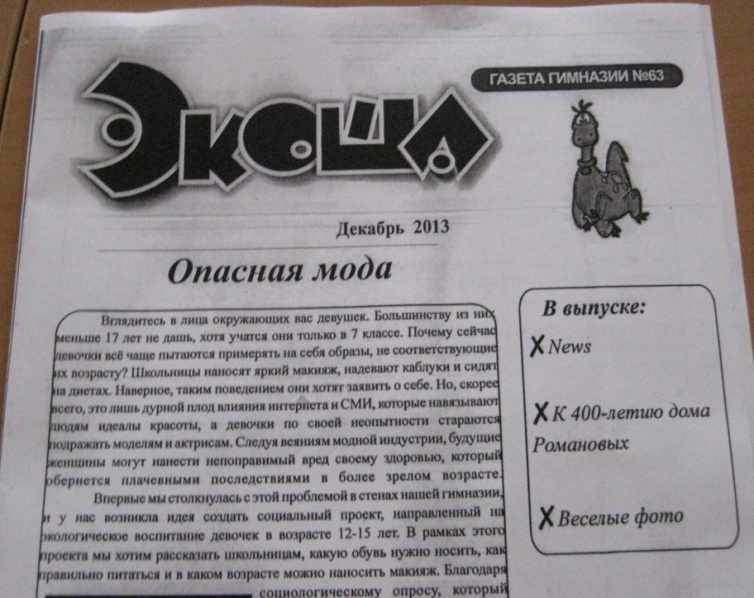 Экоша
ГАЗЕТА ГИМНАЗИИ №63
Декабрь 2013
Опасная мода
Вглядитесь в лица окружающих вас девушек. Большинству из них
меньше 17 лет не дашь, хотя учатся они только в 7 классе. Почему сейчас
девочки всё чаще пытаются примерять на себя образы, не соответствующие
их возрасту? Школьницы наносят яркий макияж, надевают каблуки и сидят
на диетах. Наверное, таким поведением они хотят заявить о себе. Но, скорее
всего, это лишь дурной плод влияния интернета и СМИ, которые навязывают
людям идеалы красоты, а девочки по своей неопытности стараются
подражать моделям и актрисам. Следуя веяниям модной индустрии, будущие
женщины могут нанести непоправимый вред своему здоровью, который
обернется плачевными последствиями в более зрелом возрасте.
Впервые мы столкнулась с этой проблемой в стенах нашей гимназии,
и у нас возникла идея создать социальный проект, направленный на
экологическое воспитание девочек в возрасте 12-15 лет. В рамках этого
проекта мы хотим рассказать школьницам, какую обувь нужно носить, как
правильно питаться и в каком возрасте можно наносить макияж. Благодаря
социологическому опросу, который
В выпуске:
✗ News
✗ К 400-летию дома
Романовых
✗ Веселые фото